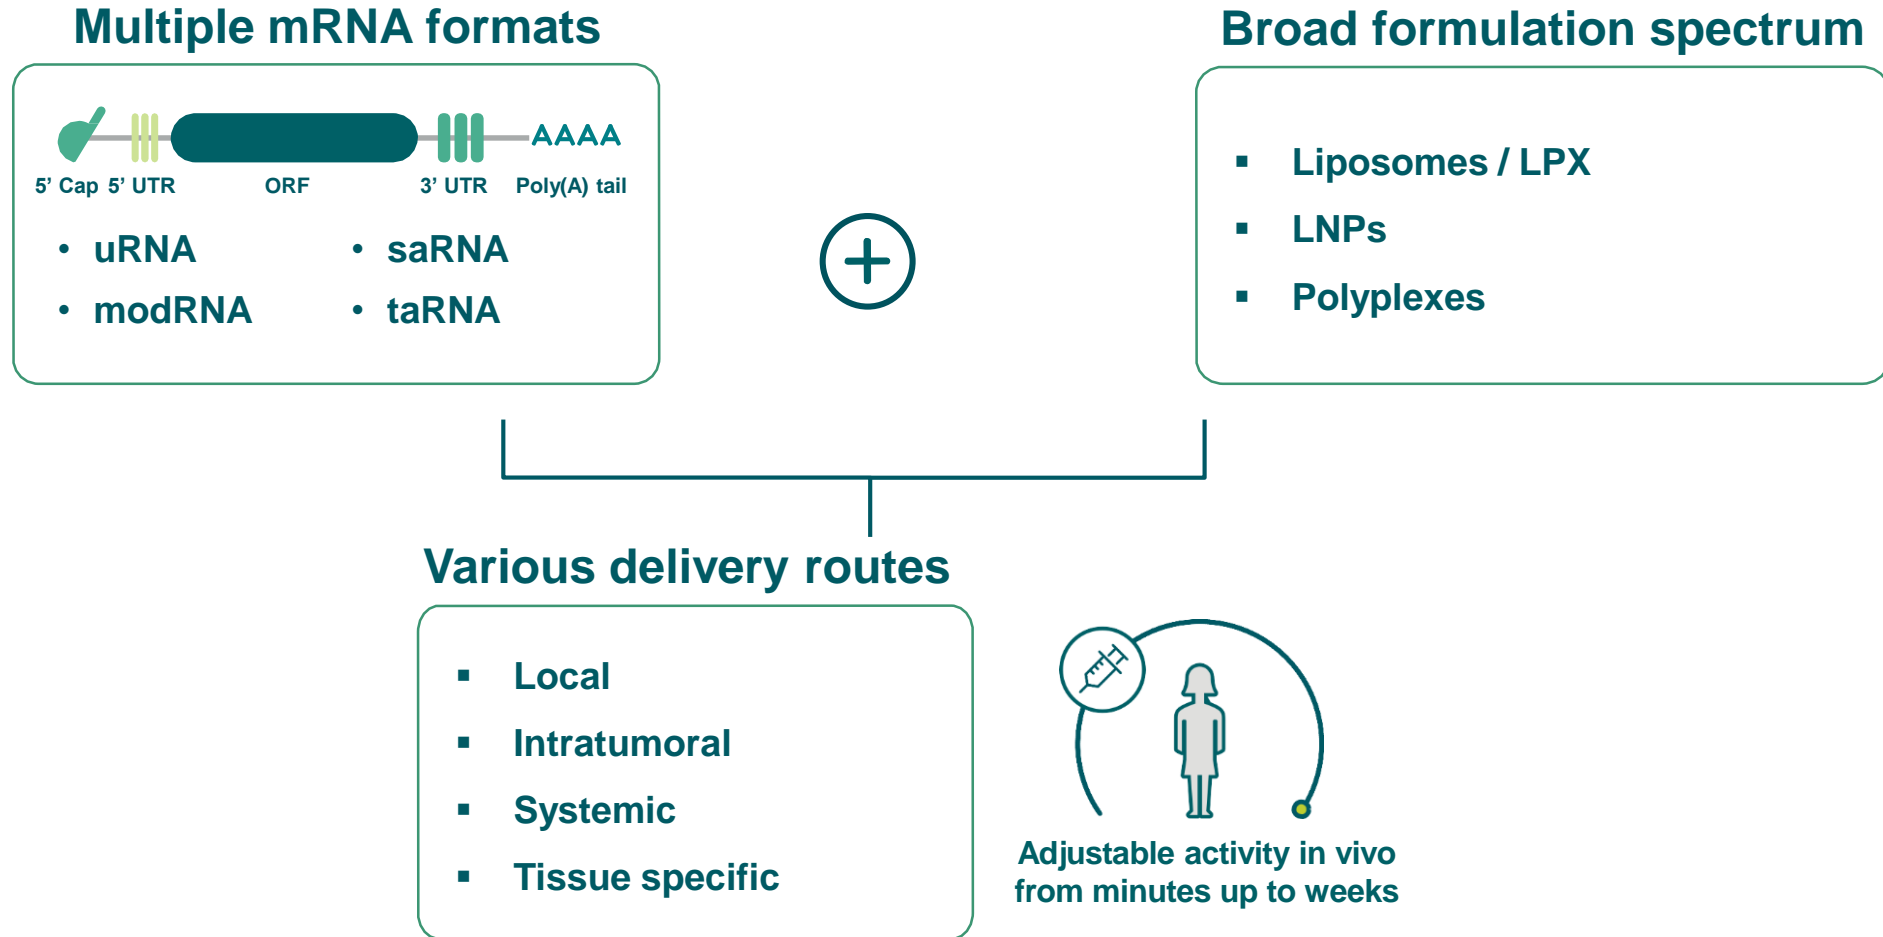 Multiple mRNA formats
AAAA
5’ Cap 5’ UTR ORF 3’ UTR Poly(A) tail
• uRNA
• modRNA
• saRNA
• taRNA
Broad formulation spectrum
▪ Liposomes / LPX
▪ LNPs
▪ Polyplexes
Various delivery routes
▪ Local
▪ Intratumoral
▪ Systemic
▪ Tissue specific
Adjustable activity in vivo
from minutes up to weeks